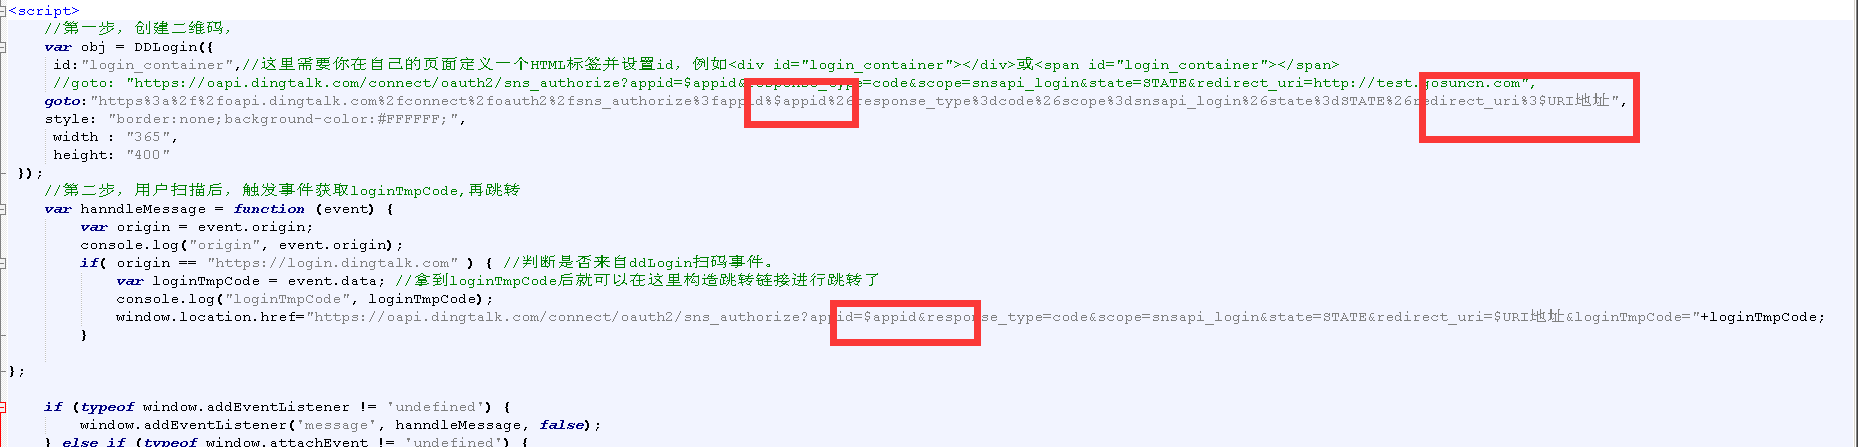 <script>
//第一步，创建二维码，
var obj = DDLogin({
id:"login_container",//这里需要你在自己的页面定义一个HTML标签并设置id，例如<div id="login_container"></div>或<span id="login_container"></span>
//goto: "https://oapi.dingtalk.com/connect/oauth2/sns_authorize?appid=$appid&response_type=code&scope=snsapi_login&state=STATE&redirect_uri=http://test.gosuncn.com",
goto:"https%3a%2f%2foapi.dingtalk.com%2fconnect%2foauth2%2fsns_authorize%3fappid%$appid%26response_type%3dcode%26scope%3dsnsapi_login%26state%3dSTATE%26redirect_uri%3$URI地址",
style: "border:none;background-color:#FFFFFF;",
width : "365",
height: "400"
});
//第二步，用户扫描后，触发事件获取loginTmpCode,再跳转
var hanndleMessage = function (event) {
var origin = event.origin;
console.log("origin", event.origin);
if( origin == "https://login.dingtalk.com" ) { //判断是否来自ddLogin扫码事件。
var loginTmpCode = event.data; //拿到loginTmpCode后就可以在这里构造跳转链接进行跳转了
console.log("loginTmpCode", loginTmpCode);
window.location.href="https://oapi.dingtalk.com/connect/oauth2/sns_authorize?appid=$appid&response_type=code&scope=snsapi_login&state=STATE&redirect_uri=$URI地址&loginTmpCode="+loginTmpCode;
}
};
if (typeof window.addEventListener != 'undefined') {
window.addEventListener('message', hanndleMessage, false);
} else if (typeof window.attachEvent != 'undefined') {